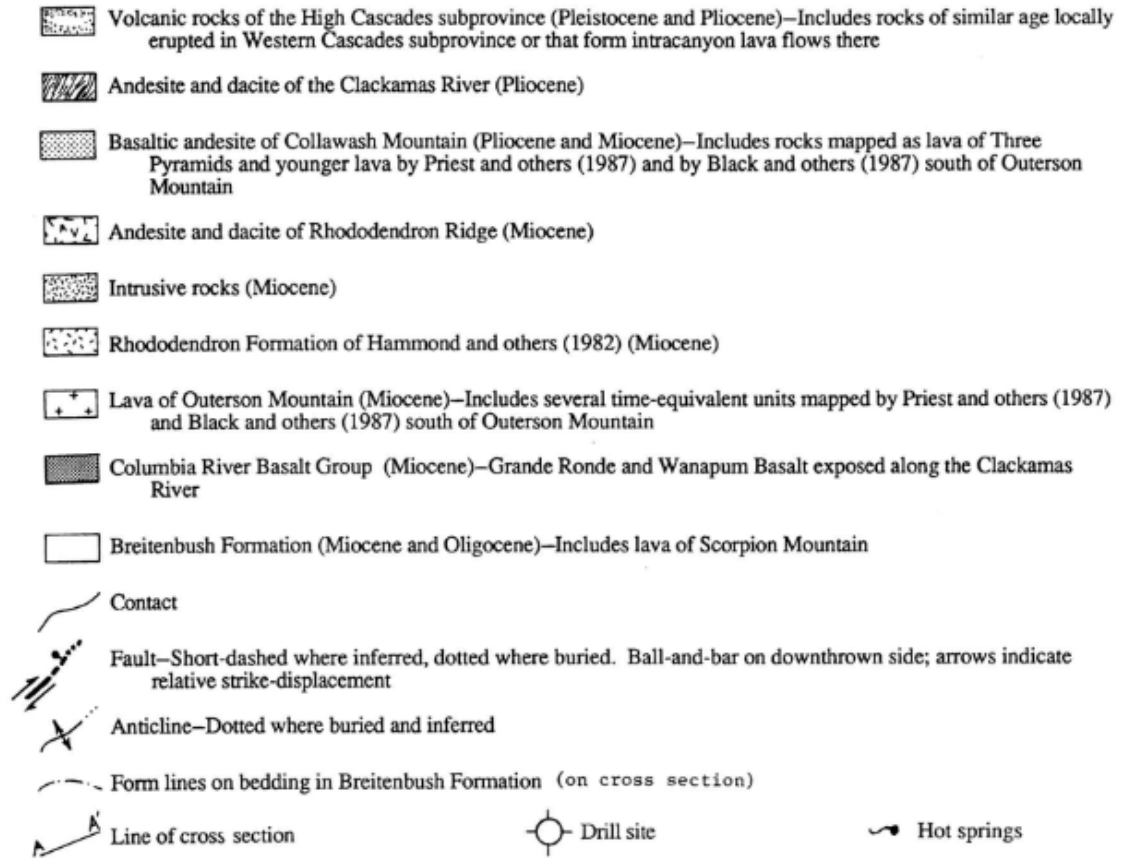 Volcanic rocks of the High Cascades subprovince (Pleistocene and Pliocene)–Includes rocks of similar age locally
erupted in Western Cascades subprovince or that form intracanyon lava flows there
Andesite and dacite of the Clackamas River (Pliocene)
Basaltic andesite of Collawash Mountain (Pliocene and Miocene)–Includes rocks mapped as lava of Three
Pyramids and younger lava by Priest and others (1987) and by Black and others (1987) south of Outerson
Mountain
Andesite and dacite of Rhododendron Ridge (Miocene)
Intrusive rocks (Miocene)
Rhododendron Formation of Hammond and others (1982) (Miocene)
Lava of Outerson Mountain (Miocene)–Includes several time-equivalent units mapped by Priest and others (1987)
and Black and others (1987) south of Outerson Mountain
Columbia River Basalt Group (Miocene)–Grande Ronde and Wanapum Basalt exposed along the Clackamas
River
Breitenbush Formation (Miocene and Oligocene)–Includes lava of Scorpion Mountain
Contact
Fault–Short-dashed where inferred, dotted where buried. Ball-and-bar on downthrown side; arrows indicate
relative strike-displacement
Anticline–Dotted where buried and inferred
Form lines on bedding in Breitenbush Formation (on cross section)
A A' Line of cross section
Drill site
Hot springs